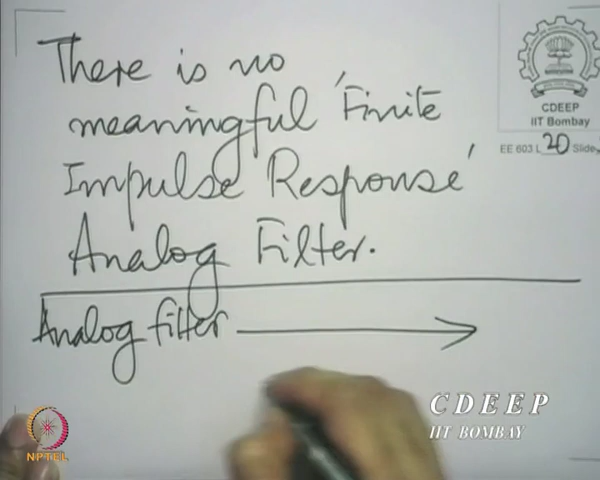 There is no
meaningful 'Finite
Impulse Response'
Analog Filter.
Analog filter
CDEEP
IIT Bombay
EE 603 L 20 Slide
CDEEP
IIT BOMBAY
NPTEL